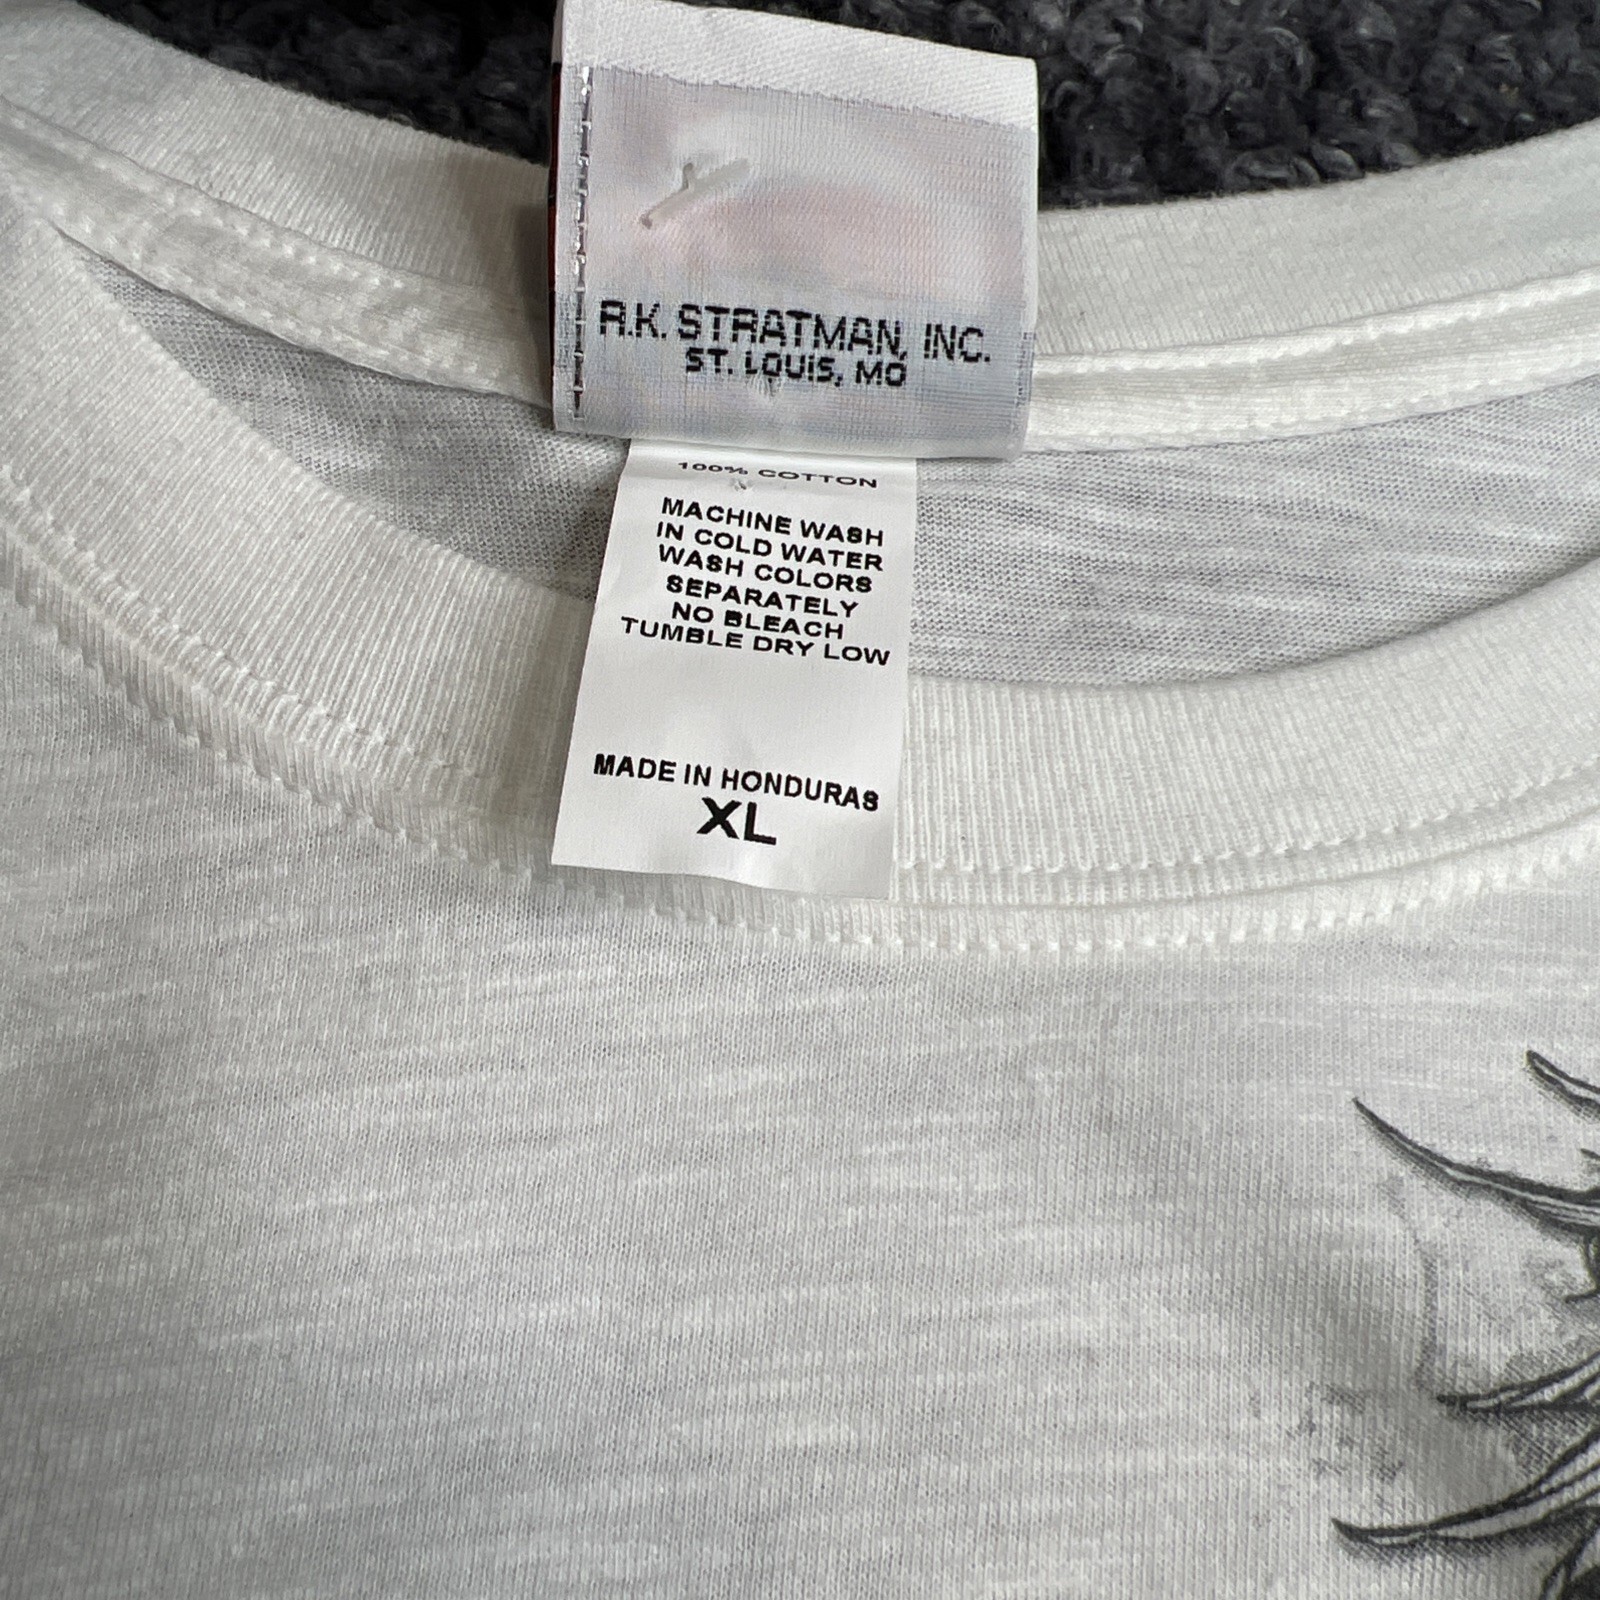 R.K. STRATMAN, INC.
ST. LOUIS, MO
100% COTTON
MACHINE WASH
IN COLD WATER
WASH COLORS
SEPARATELY
NO BLEACH
TUMBLE DRY LOW
MADE IN HONDURAS
XL